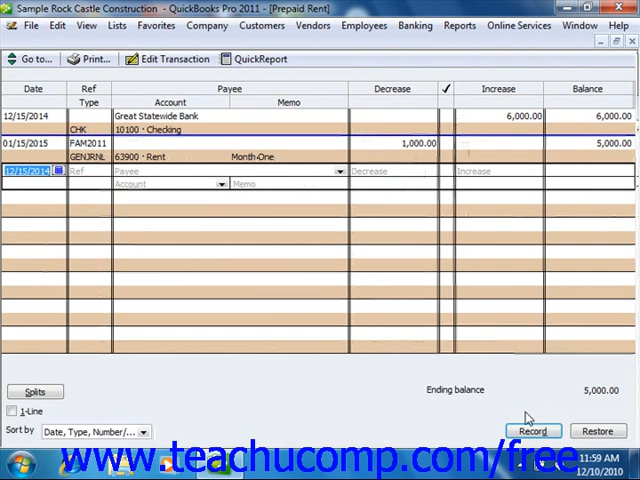 Sample Rock Castle Construction - QuickBooks Pro 2011 - [Prepaid Rent]
File Edit View Lists Favorites Company Customers Vendors Employees Banking Reports Online Services Window Help
Go to... Print... Edit Transaction QuickReport
Date Ref Payee Decrease ✓ Increase Balance
Type Account Memo
12/15/2014 Great Statewide Bank 6,000.00 6,000.00
CHK 10100 · Checking
01/15/2015 FAM2011 1,000.00 5,000.00
GENJRNL 63900 · Rent Month One
12/15/2014 Ref Payee Decrease Increase
Account Memo
Splits Ending balance 5,000.00
1-Line
Sort by Date, Type, Number/... Record Restore
www.teachucomp.com/free
11:59 AM
12/10/2010